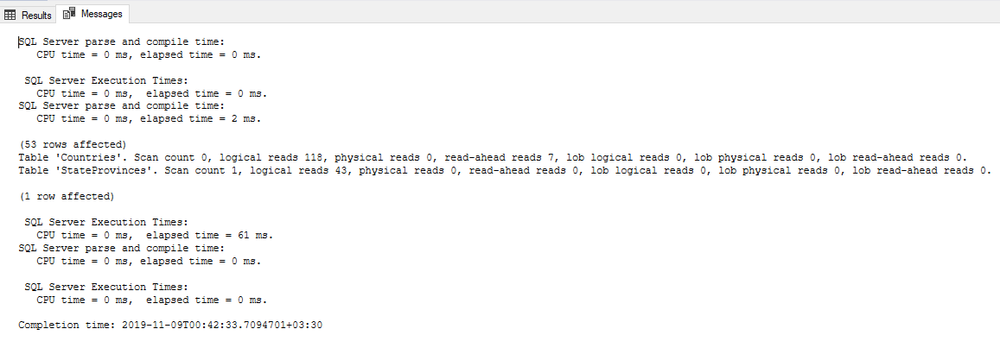 Results Messages
SQL Server parse and compile time:
CPU time = 0 ms, elapsed time = 0 ms.
SQL Server Execution Times:
CPU time = 0 ms,  elapsed time = 0 ms.
SQL Server parse and compile time:
CPU time = 0 ms, elapsed time = 2 ms.
(53 rows affected)
Table 'Countries'. Scan count 0, logical reads 118, physical reads 0, read-ahead reads 7, lob logical reads 0, lob physical reads 0, lob read-ahead reads 0.
Table 'StateProvinces'. Scan count 1, logical reads 43, physical reads 0, read-ahead reads 0, lob logical reads 0, lob physical reads 0, lob read-ahead reads 0.
(1 row affected)
SQL Server Execution Times:
CPU time = 0 ms,  elapsed time = 61 ms.
SQL Server parse and compile time:
CPU time = 0 ms, elapsed time = 0 ms.
SQL Server Execution Times:
CPU time = 0 ms,  elapsed time = 0 ms.
Completion time: 2019-11-09T00:42:33.7094701+03:30